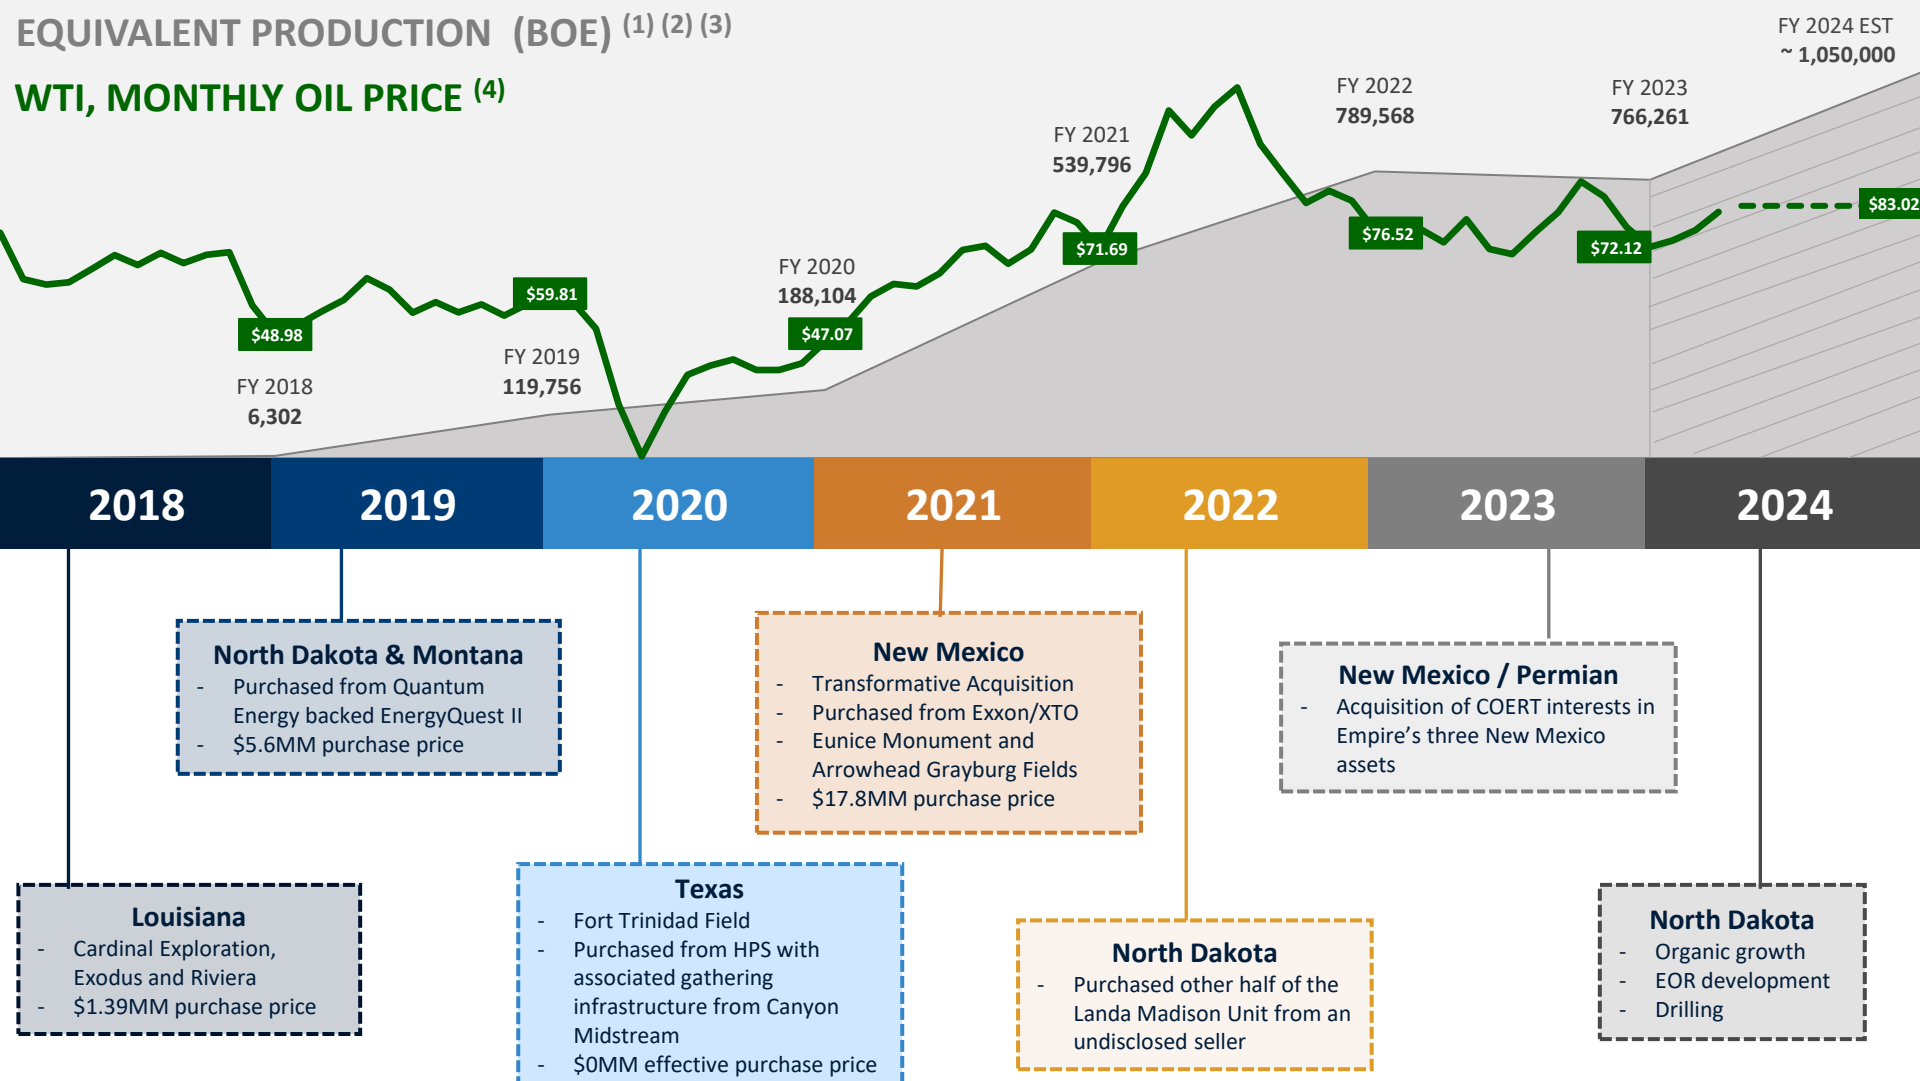 EQUIVALENT PRODUCTION (BOE) (1) (2) (3)
WTI, MONTHLY OIL PRICE (4)
FY 2018
6,302
FY 2019
119,756
FY 2020
188,104
FY 2021
539,796
FY 2022
789,568
FY 2023
766,261
FY 2024 EST
~ 1,050,000
$48.98
$59.81
$47.07
$71.69
$76.52
$72.12
$83.02
2018
2019
2020
2021
2022
2023
2024
North Dakota & Montana
- Purchased from Quantum
Energy backed EnergyQuest II
- $5.6MM purchase price
New Mexico
- Transformative Acquisition
- Purchased from Exxon/XTO
- Eunice Monument and
Arrowhead Grayburg Fields
- $17.8MM purchase price
New Mexico / Permian
- Acquisition of COERT interests in
Empire's three New Mexico
assets
Louisiana
- Cardinal Exploration,
Exodus and Riviera
- $1.39MM purchase price
Texas
- Fort Trinidad Field
- Purchased from HPS with
associated gathering
infrastructure from Canyon
Midstream
- $0MM effective purchase price
North Dakota
- Purchased other half of the
Landa Madison Unit from an
undisclosed seller
North Dakota
- Organic growth
- EOR development
- Drilling